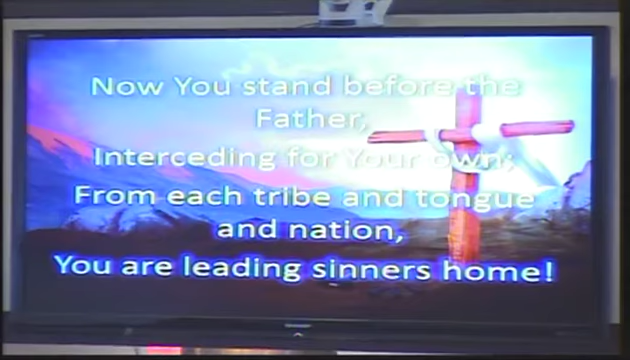 Now You stand before the
Father,
Interceding for Your own;
From each tribe and tongue
and nation,
You are leading sinners home!